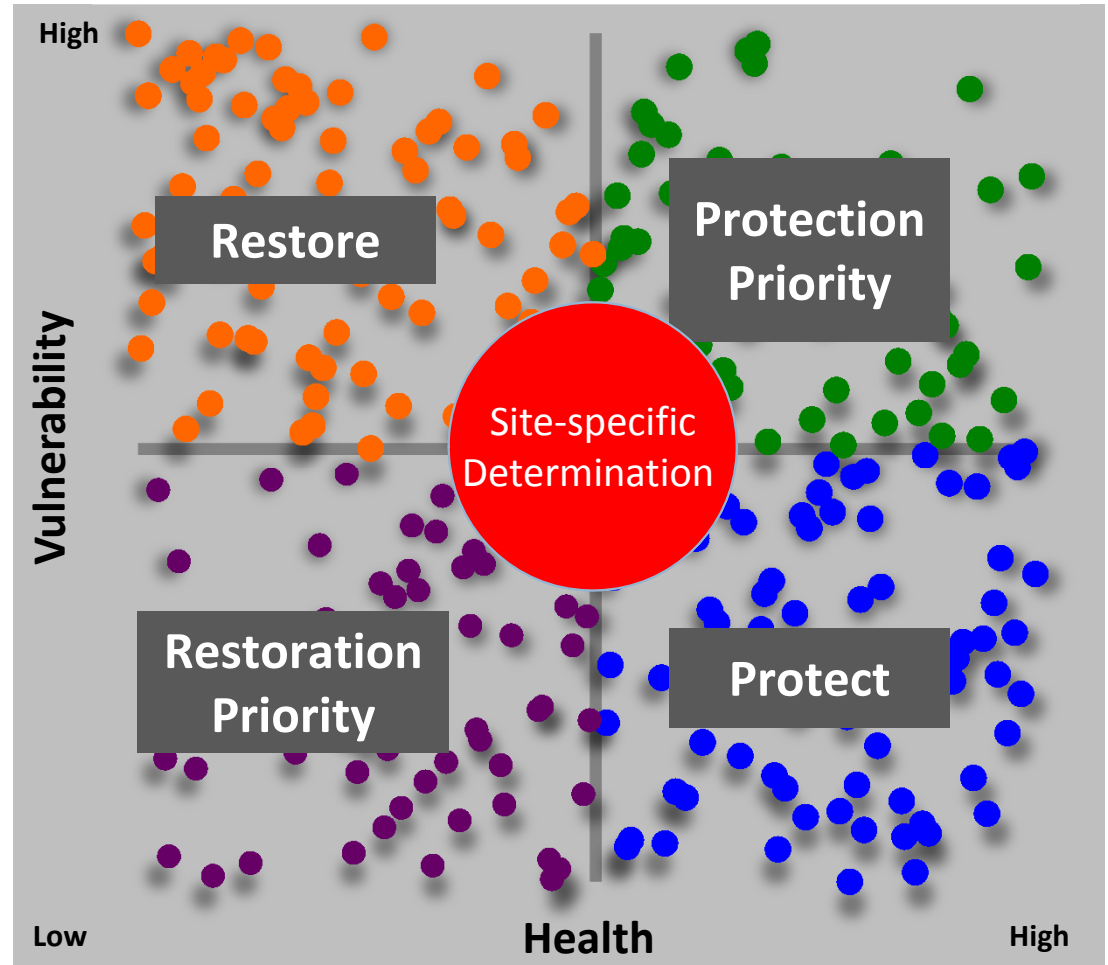 High
Restore
Protection
Priority
Vulnerability
Site-specific
Determination
Restoration
Priority
Protect
Low
Health
High